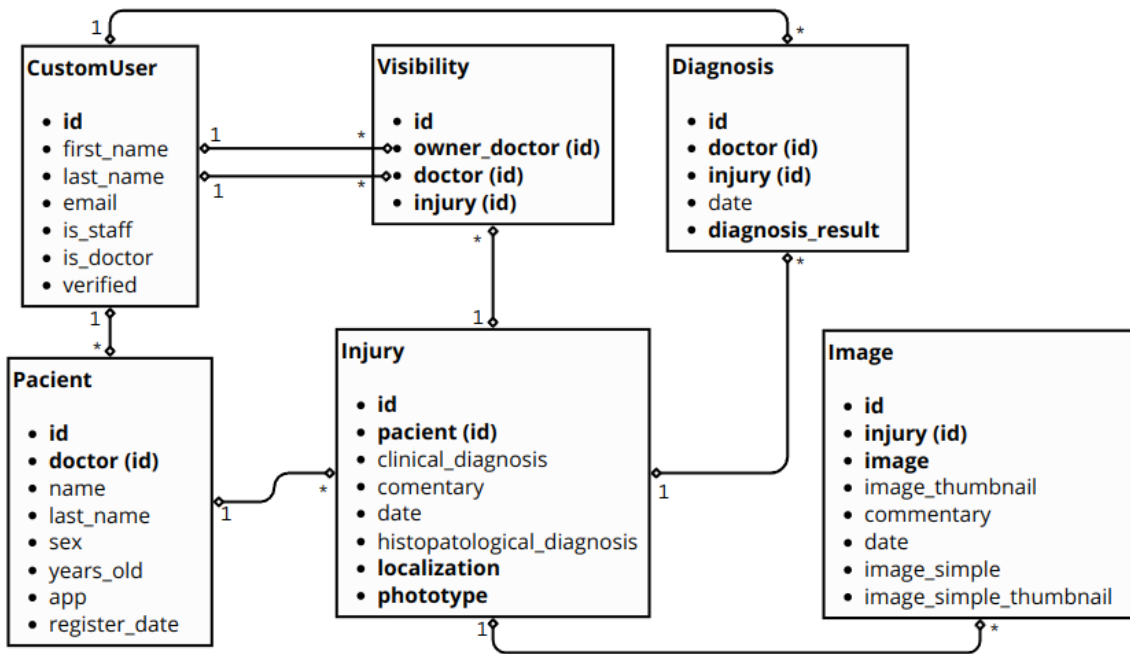 1
*
CustomUser
• id
• first_name
• last_name
• email
• is_staff
• is_doctor
• verified
Visibility
• id
• owner_doctor (id)
• doctor (id)
• injury (id)
Diagnosis
• id
• doctor (id)
• injury (id)
• date
• diagnosis_result
1
*
1
*
*
*
1
*
1
Pacient
• id
• doctor (id)
• name
• last_name
• sex
• years_old
• app
• register_date
Injury
• id
• pacient (id)
• clinical_diagnosis
• comentary
• date
• histopatological_diagnosis
• localization
• phototype
Image
• id
• injury (id)
• image
• image_thumbnail
• commentary
• date
• image_simple
• image_simple_thumbnail
1
*
1
1
*